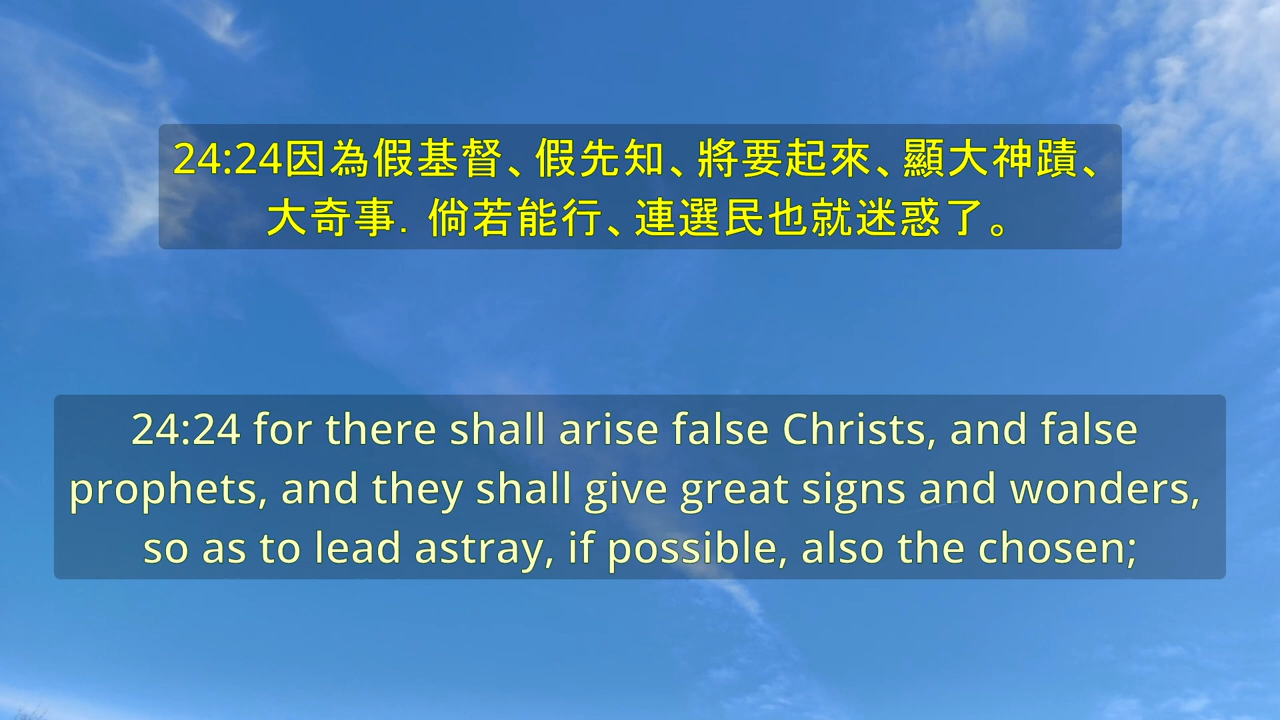 24:24因為假基督、假先知、將要起來、顯大神蹟、
大奇事．倘若能行、連選民也就迷惑了。
24:24 for there shall arise false Christs, and false
prophets, and they shall give great signs and wonders,
so as to lead astray, if possible, also the chosen;